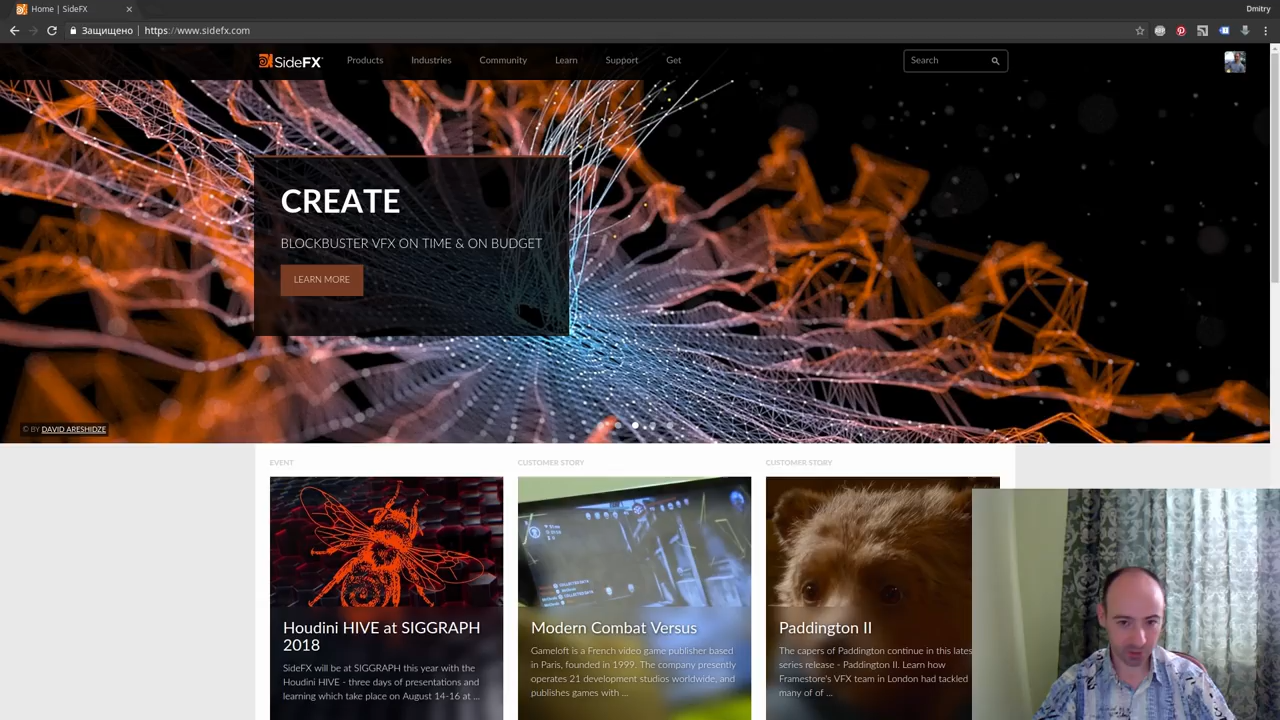 Home | SideFX
Dmitry
Защищено
https://www.sidefx.com
SideFX
Products
Industries
Community
Learn
Support
Get
Search
CREATE
BLOCKBUSTER VFX ON TIME & ON BUDGET
LEARN MORE
© BY DAVID ARESHIDZE
EVENT
CUSTOMER STORY
CUSTOMER STORY
Houdini HIVE at SIGGRAPH
2018
SideFX will be at SIGGRAPH this year with the
Houdini HIVE - three days of presentations and
learning which take place on August 14-16 at ...
Modern Combat Versus
Gameloft is a French video game publisher based
in Paris, founded in 1999. The company presently
operates 21 development studios worldwide, and
publishes games with ...
Paddington II
The capers of Paddington continue in this lates
series release - Paddington II. Learn how
Framestore's VFX team in London had tackled
many of of ...